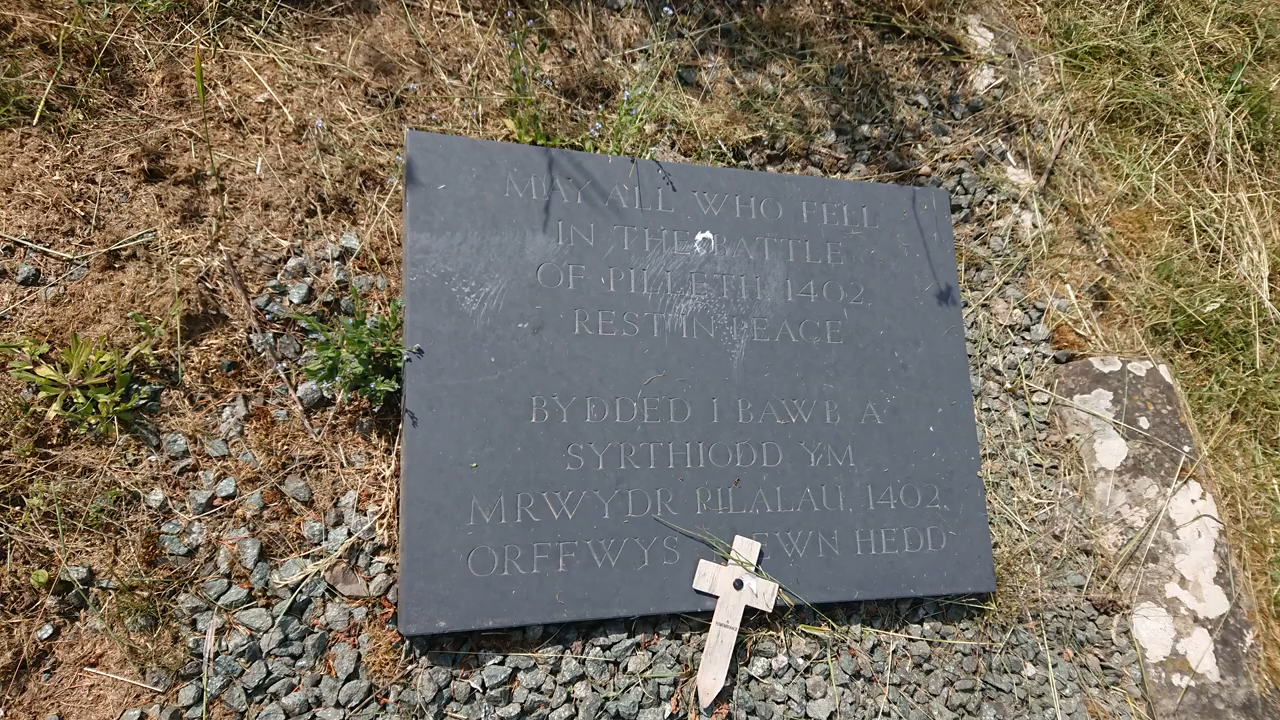 MAY ALL WHO FELL
IN THE BATTLE
OF PILLETH, 1402,
REST IN PEACE
BYDDED I BAWB A
SYRTHIODD YM
MRWYDR PILALAU, 1402,
ORFFWYS HEDD